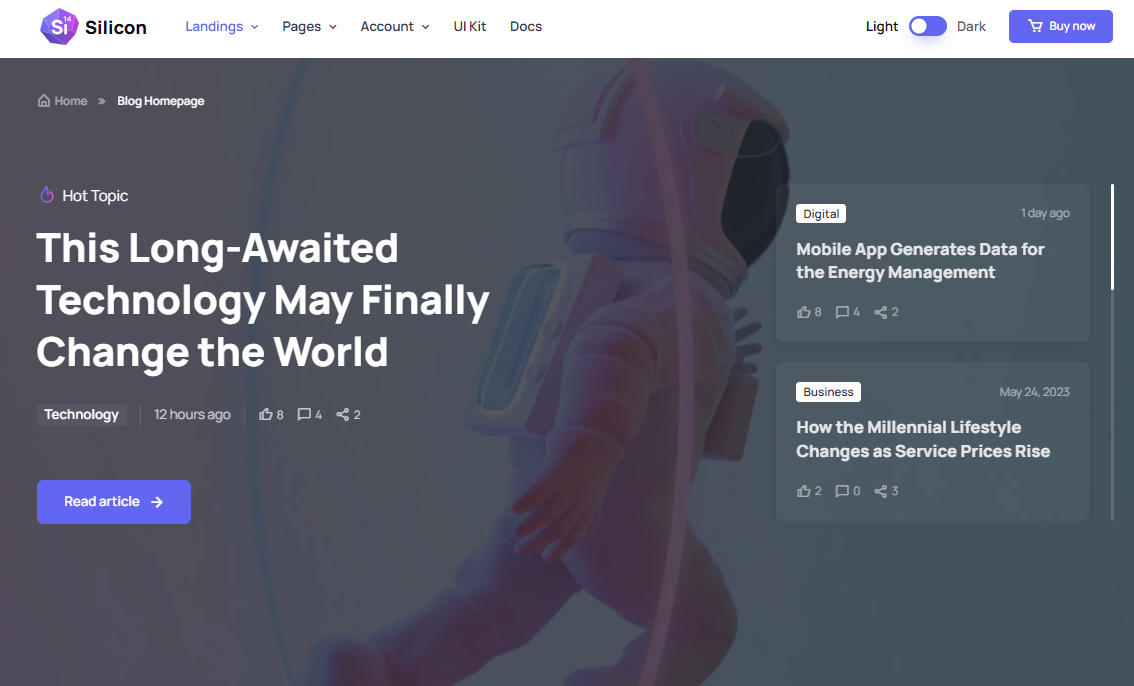 Si 14 Silicon
Landings Pages Account UI Kit Docs
Light Dark Buy now
Home » Blog Homepage
Hot Topic
This Long-Awaited
Technology May Finally
Change the World
Technology 12 hours ago 8 4 2
Read article
Digital 1 day ago
Mobile App Generates Data for
the Energy Management
8 4 2
Business May 24, 2023
How the Millennial Lifestyle
Changes as Service Prices Rise
2 0 3